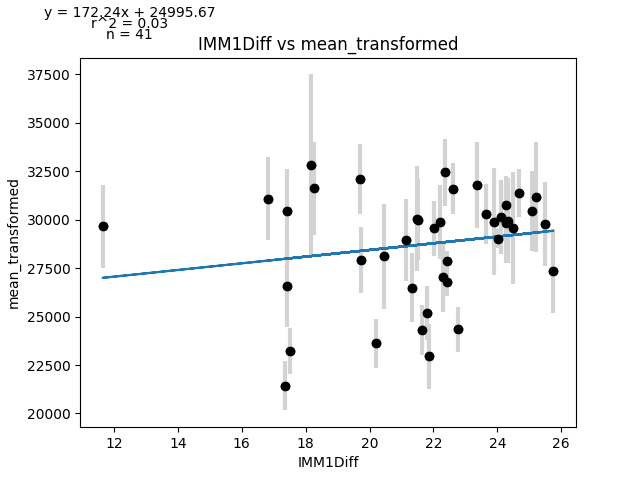 y = 172.24x + 24995.67
r^2 = 0.03
n = 41
IMM1Diff vs mean_transformed
37500
35000
32500
30000
27500
25000
22500
20000
mean_transformed
12 14 16 18 20 22 24 26
IMM1Diff